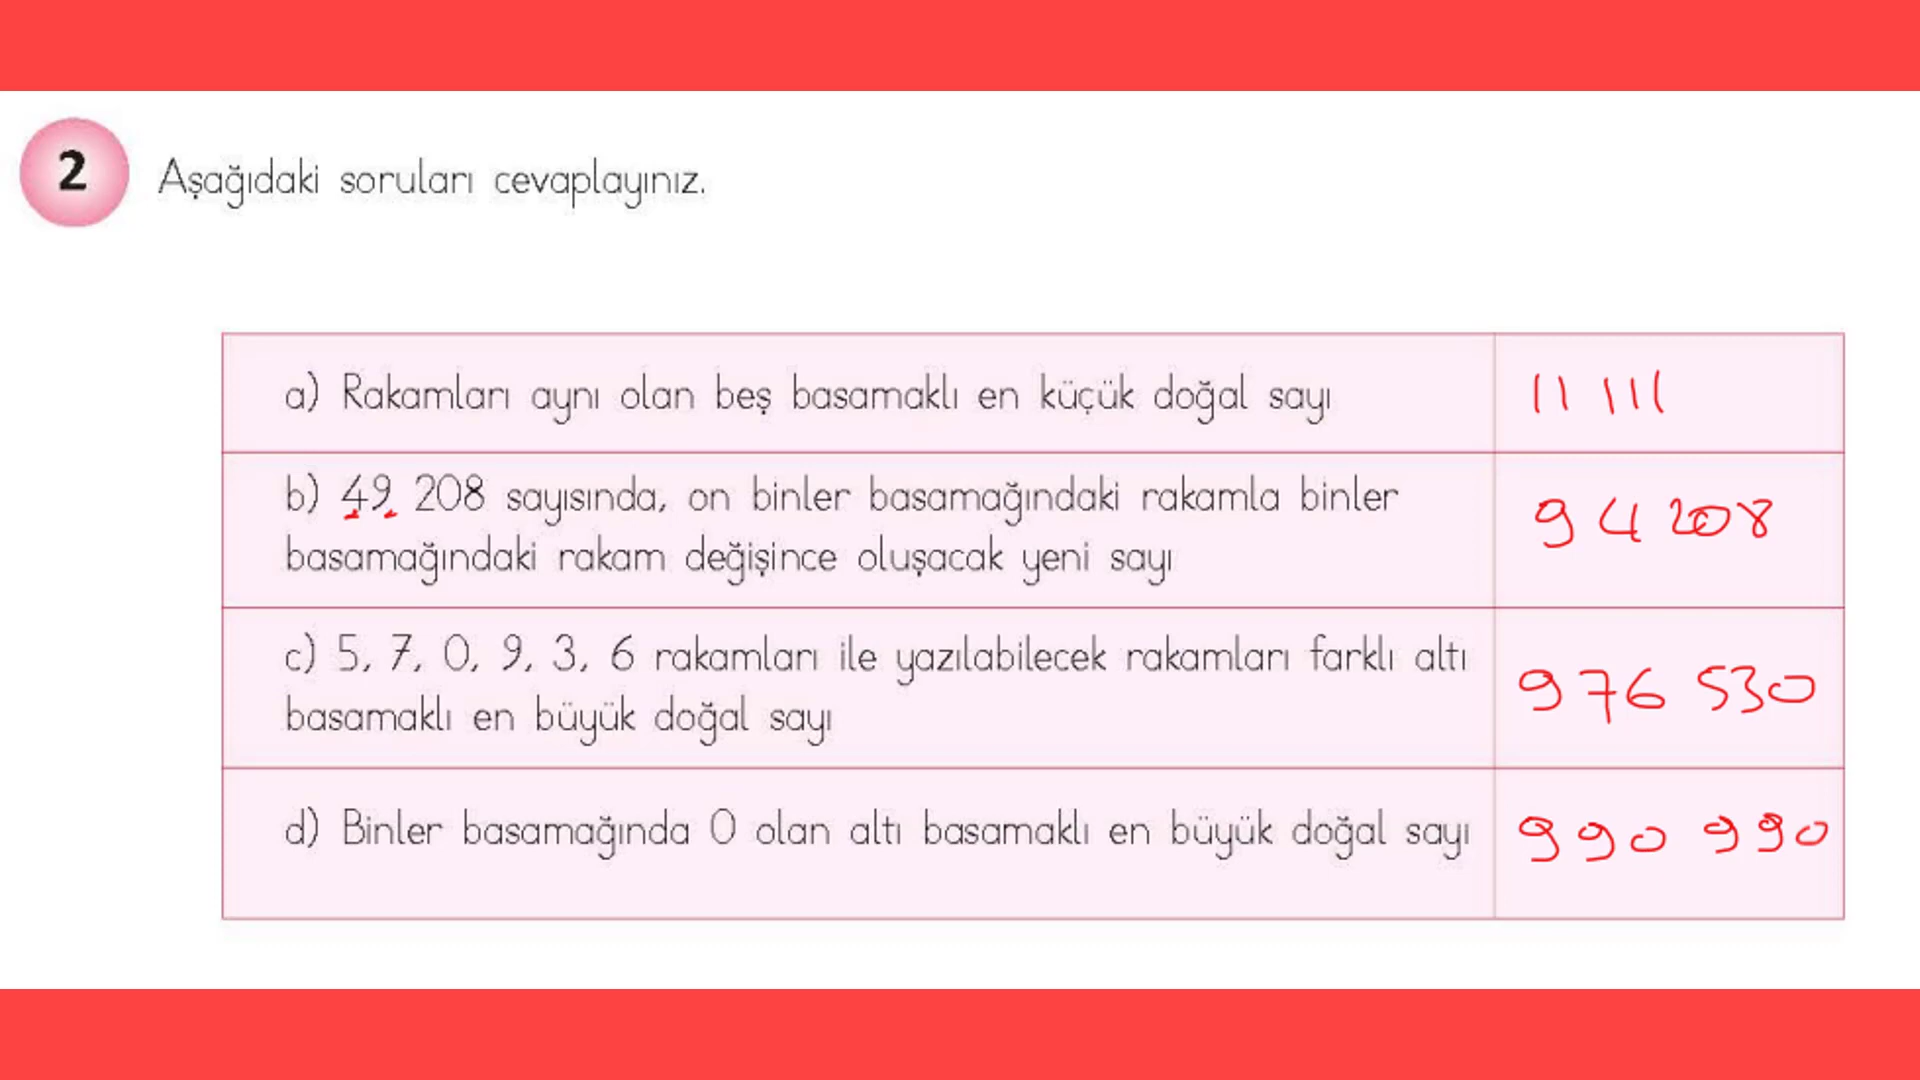 2 Aşağıdaki soruları cevaplayınız.
a) Rakamları aynı olan beş basamaklı en küçük doğal sayı 11 111
b) 49 208 sayısında, on binler basamağındaki rakamla binler
basamağındaki rakam değişince oluşacak yeni sayı 94 208
c) 5, 7, 0, 9, 3, 6 rakamları ile yazılabilecek rakamları farklı altı
basamaklı en büyük doğal sayı 976 530
d) Binler basamağında 0 olan altı basamaklı en büyük doğal sayı 990 990